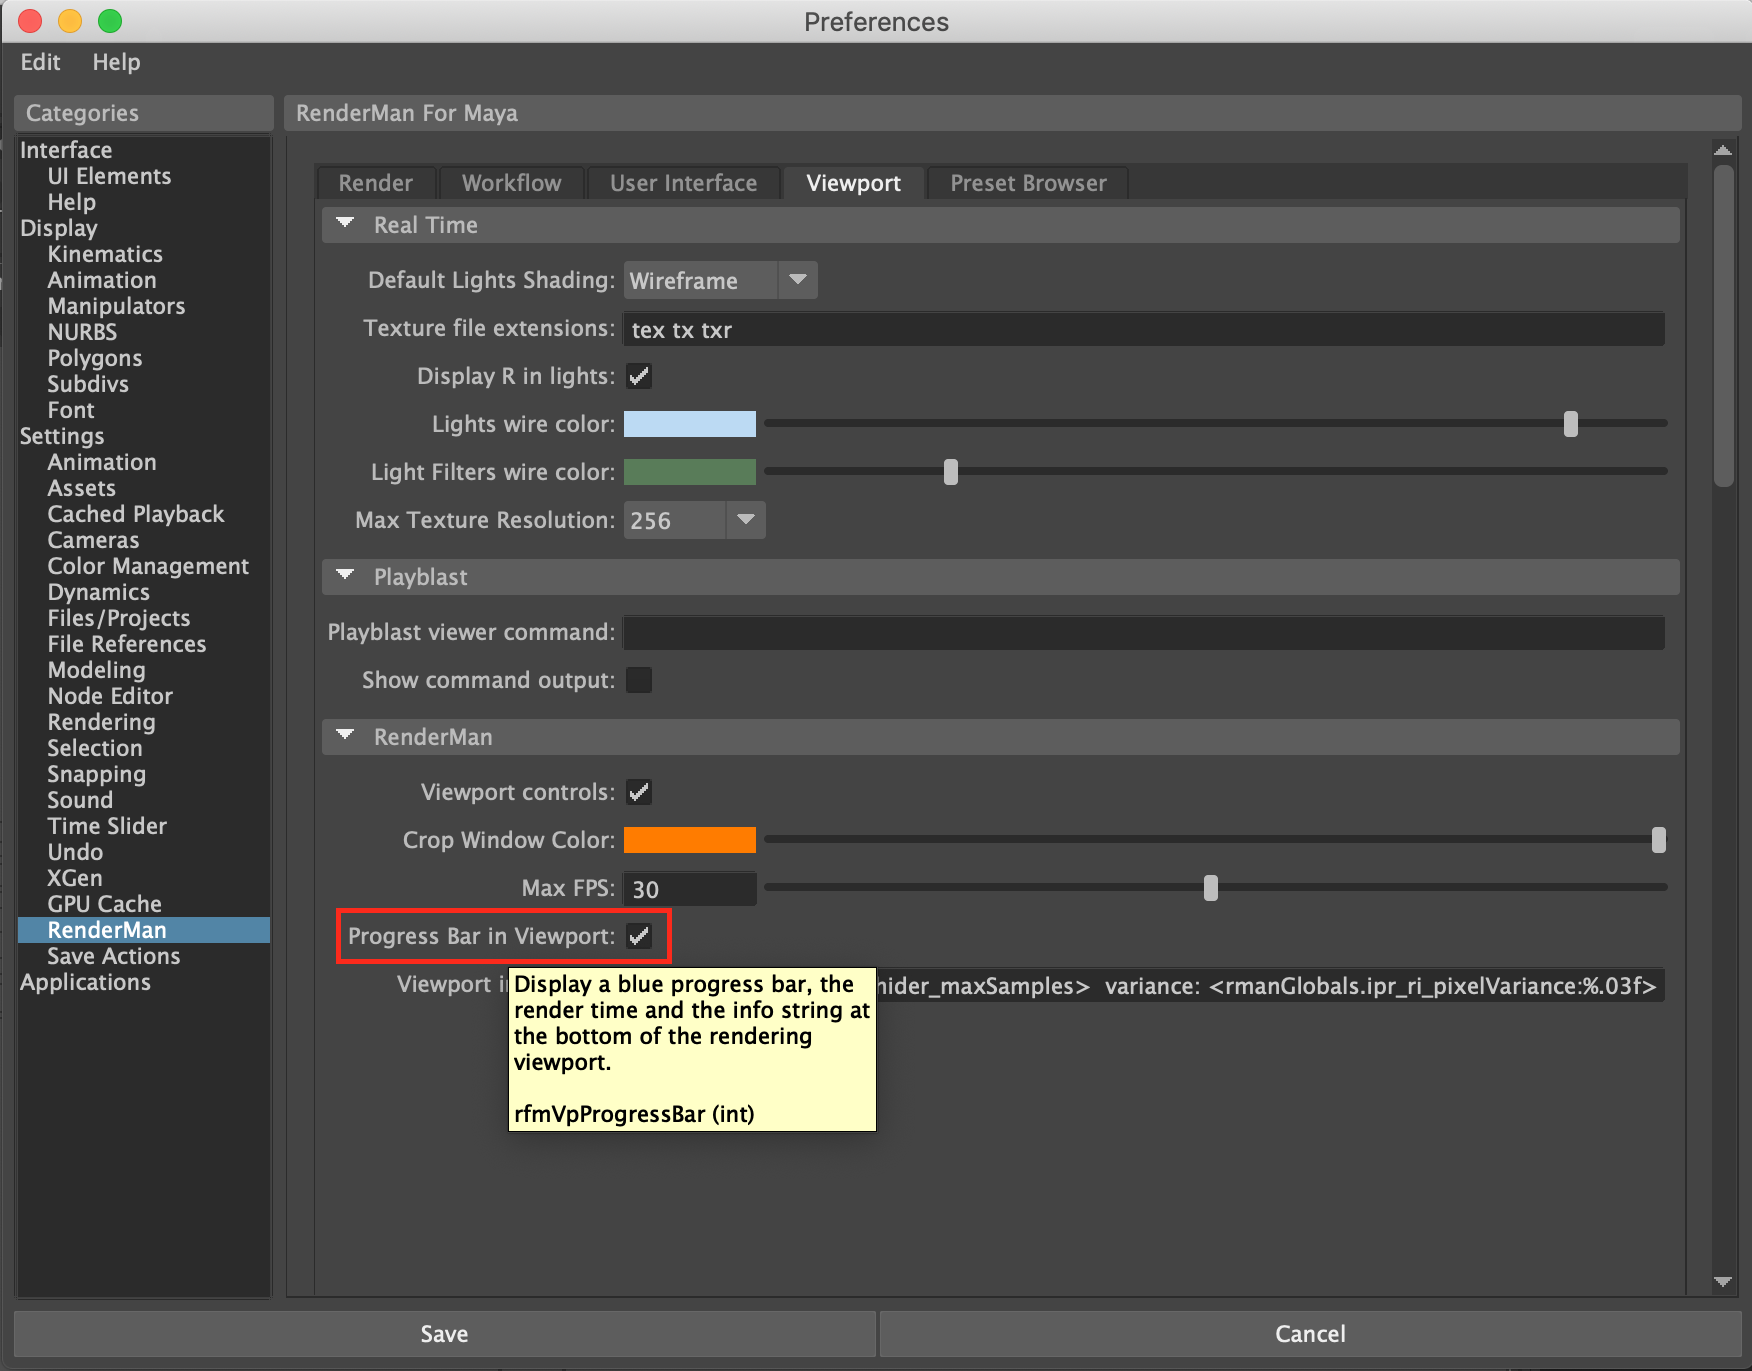 Preferences
Edit Help
Categories
RenderMan For Maya
Interface
UI Elements
Help
Display
Kinematics
Animation
Manipulators
NURBS
Polygons
Subdivs
Font
Settings
Animation
Assets
Cached Playback
Cameras
Color Management
Dynamics
Files/Projects
File References
Modeling
Node Editor
Rendering
Selection
Snapping
Sound
Time Slider
Undo
XGen
GPU Cache
RenderMan
Save Actions
Applications
Render Workflow User Interface Viewport Preset Browser
Real Time
Default Lights Shading: Wireframe
Texture file extensions: tex tx txr
Display R in lights:
Lights wire color:
Light Filters wire color:
Max Texture Resolution: 256
Playblast
Playblast viewer command:
Show command output:
RenderMan
Viewport controls:
Crop Window Color:
Max FPS: 30
Progress Bar in Viewport:
Viewport hider_maxSamples> variance: <rmanGlobals.ipr_ri_pixelVariance:%.03f>
Display a blue progress bar, the
render time and the info string at
the bottom of the rendering
viewport.
rfmVpProgressBar (int)
Save
Cancel